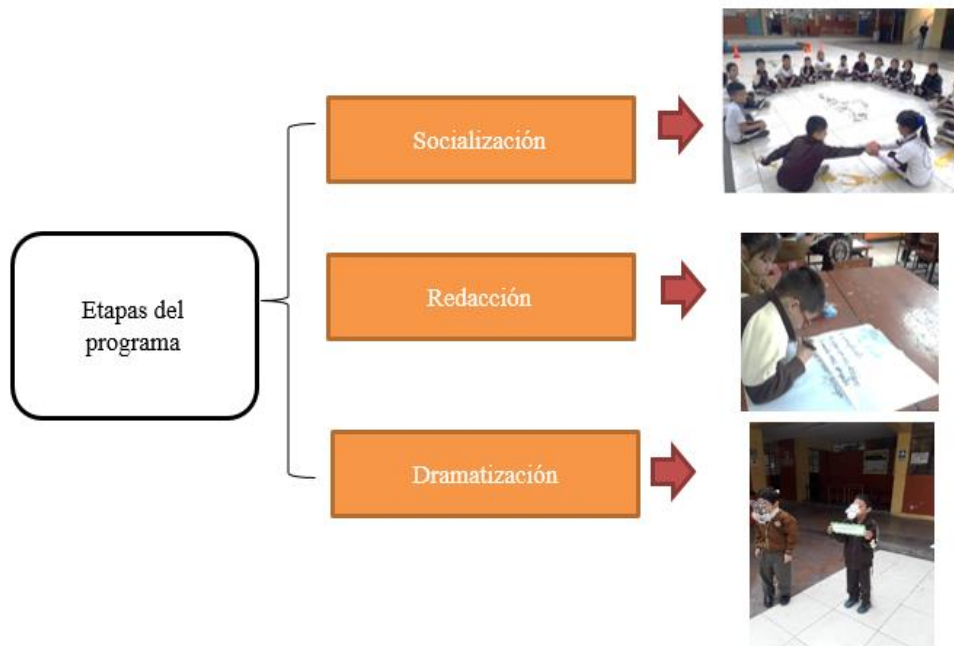 Etapas del
programa
Socialización
Redacción
Dramatización